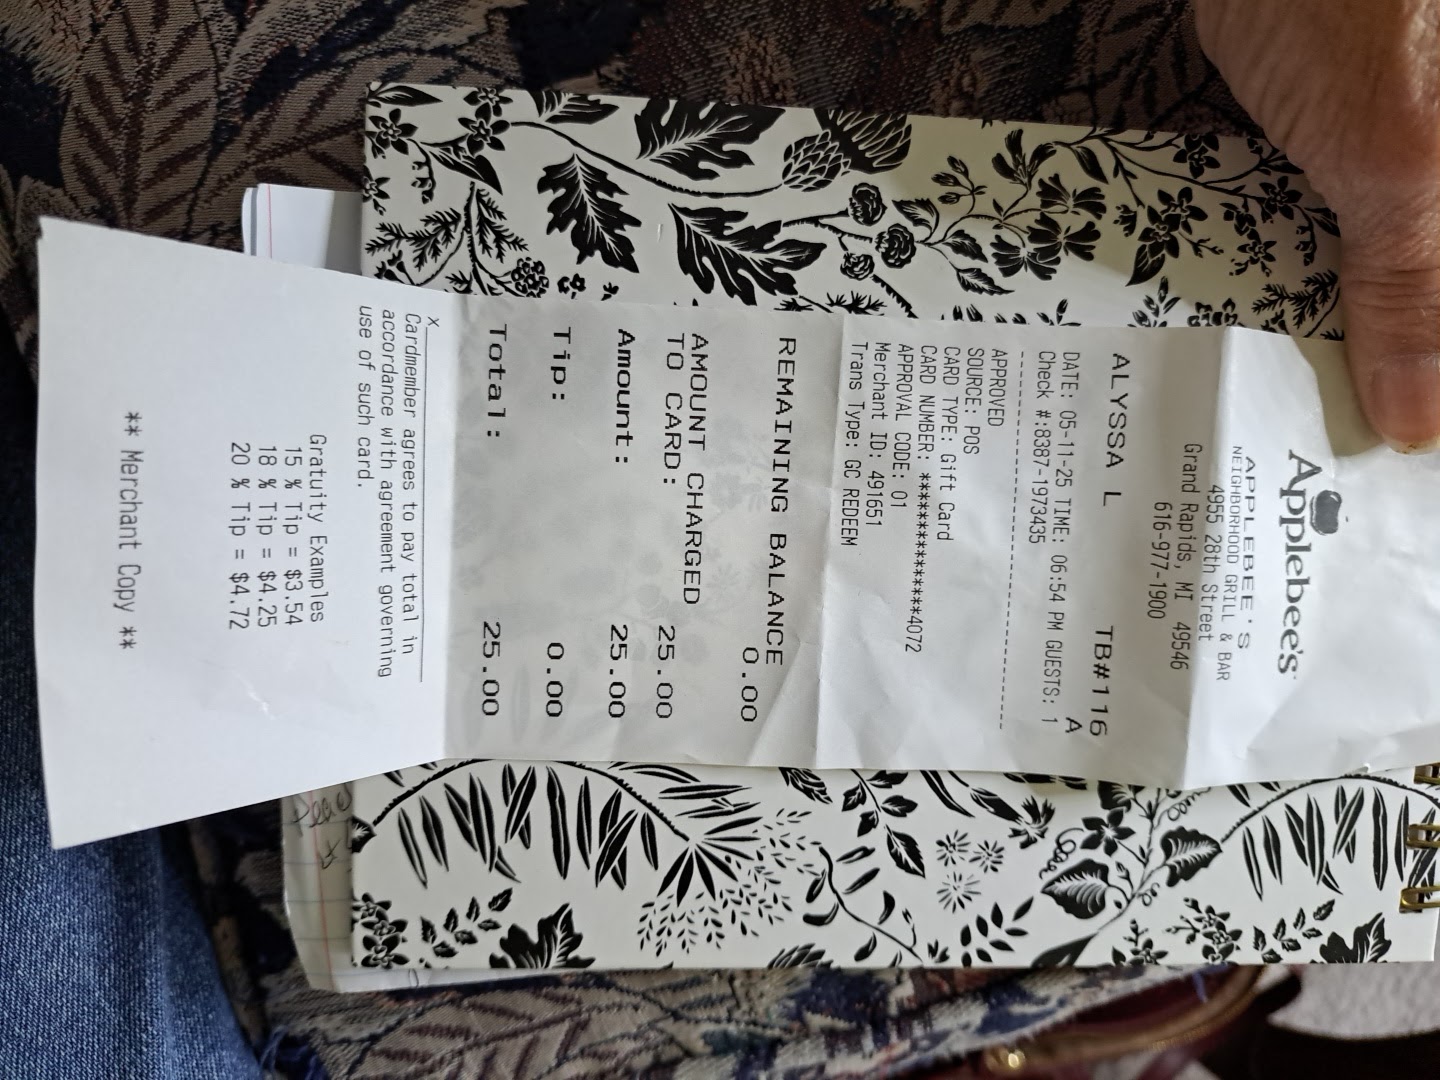 Applebee's
APPLEBEE'S
NEIGHBORHOOD GRILL & BAR
4955 28th Street
Grand Rapids, MI 49546
616-977-1900
ALYSSA L TB#116
A
DATE: 05-11-25 TIME: 06:54 PM GUESTS: 1
Check #:8387-1973435
----------------------------------------
APPROVED
SOURCE: POS
CARD TYPE: Gift Card
CARD NUMBER: ***************4072
APPROVAL CODE: 01
Merchant ID: 491651
Trans Type: GC REDEEM
REMAINING BALANCE
0.00
AMOUNT CHARGED
TO CARD: 25.00
Amount: 25.00
Tip: 0.00
Total: 25.00
x
Cardmember agrees to pay total in
accordance with agreement governing
use of such card.
Gratuity Examples
15 % Tip = $3.54
18 % Tip = $4.25
20 % Tip = $4.72
** Merchant Copy **